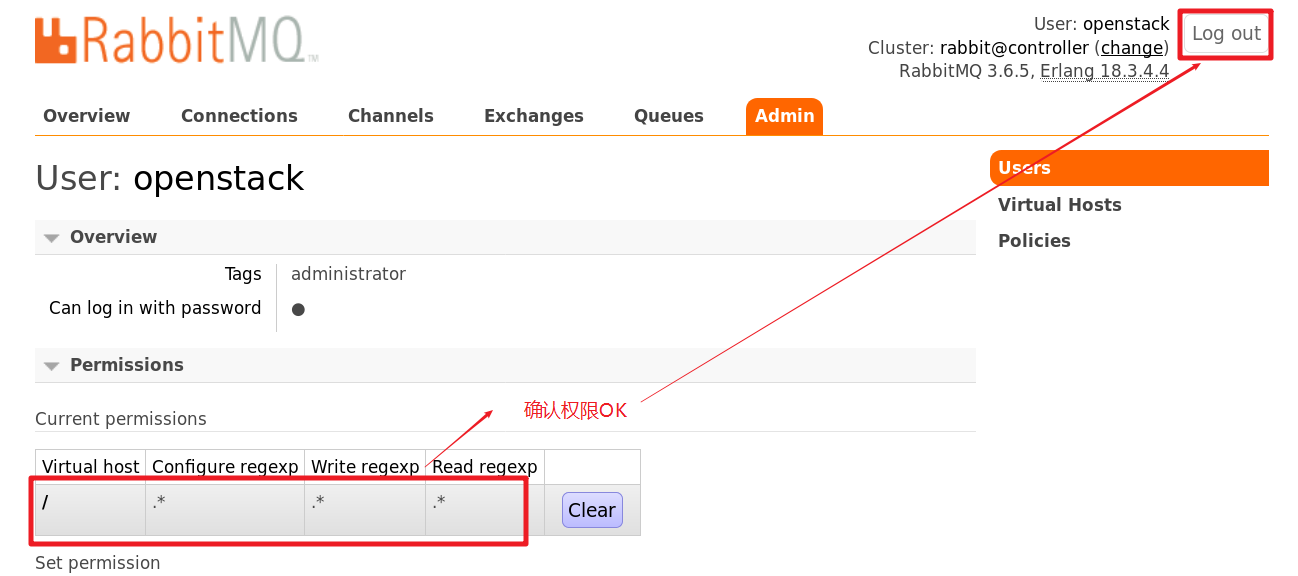 RabbitMQ TM
User: openstack
Cluster: rabbit@controller (change)
RabbitMQ 3.6.5, Erlang 18.3.4.4
Log out
Overview Connections Channels Exchanges Queues Admin
User: openstack
Users
Virtual Hosts
Policies
Overview
Tags administrator
Can log in with password ●
Permissions
确认权限OK
Current permissions
Virtual host Configure regexp Write regexp Read regexp
/ .* .* .* Clear
Set permission